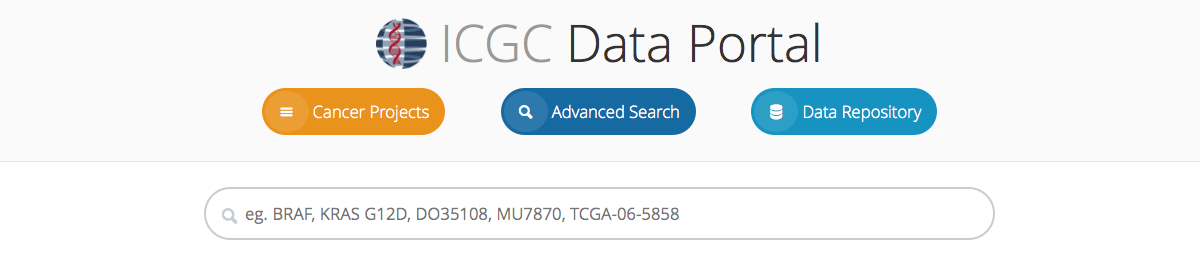 ICGC Data Portal
Cancer Projects
Advanced Search
Data Repository
eg. BRAF, KRAS G12D, DO35108, MU7870, TCGA-06-5858